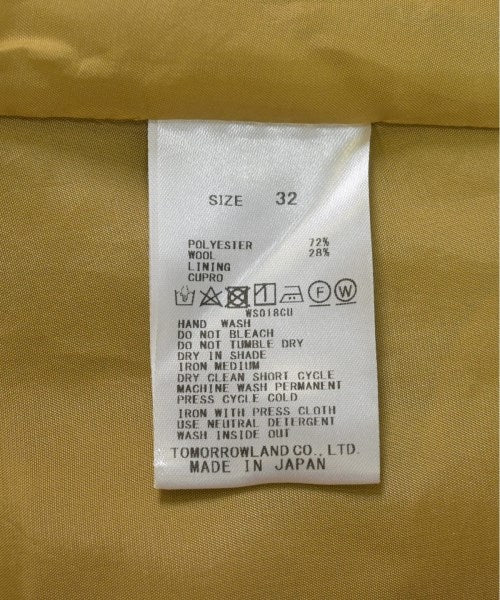 SIZE 32
POLYESTER 72%
WOOL 28%
LINING
CUPRO
F W
WS018CU
HAND WASH
DO NOT BLEACH
DO NOT TUMBLE DRY
DRY IN SHADE
IRON MEDIUM
DRY CLEAN SHORT CYCLE
MACHINE WASH PERMANENT
PRESS CYCLE COLD
IRON WITH PRESS CLOTH
USE NEUTRAL DETERGENT
WASH INSIDE OUT
TOMORROWLAND CO., LTD.
MADE IN JAPAN